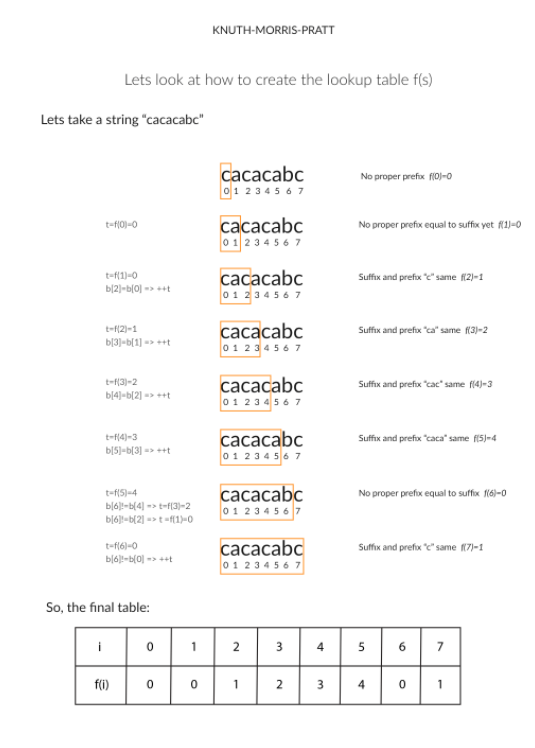 KNUTH-MORRIS-PRATT
Lets look at how to create the lookup table f(s)
Lets take a string “cacacabc”
cacacabc
0 1 2 3 4 5 6 7
No proper prefix f(0)=0
t=f(0)=0
cacacabc
0 1 2 3 4 5 6 7
No proper prefix equal to suffix yet f(1)=0
t=f(1)=0
b[2]=b[0] => ++t
cacacabc
0 1 2 3 4 5 6 7
Suffix and prefix “c” same f(2)=1
t=f(2)=1
b[3]=b[1] => ++t
cacacabc
0 1 2 3 4 5 6 7
Suffix and prefix “ca” same f(3)=2
t=f(3)=2
b[4]=b[2] => ++t
cacacabc
0 1 2 3 4 5 6 7
Suffix and prefix “cac” same f(4)=3
t=f(4)=3
b[5]=b[3] => ++t
cacacabc
0 1 2 3 4 5 6 7
Suffix and prefix “caca” same f(5)=4
t=f(5)=4
b[6]!=b[4] => t=f(3)=2
b[6]!=b[2] => t =f(1)=0
cacacabc
0 1 2 3 4 5 6 7
No proper prefix equal to suffix f(6)=0
t=f(6)=0
b[6]!=b[0] => ++t
cacacabc
0 1 2 3 4 5 6 7
Suffix and prefix “c” same f(7)=1
So, the final table:
i 0 1 2 3 4 5 6 7
f(i) 0 0 1 2 3 4 0 1